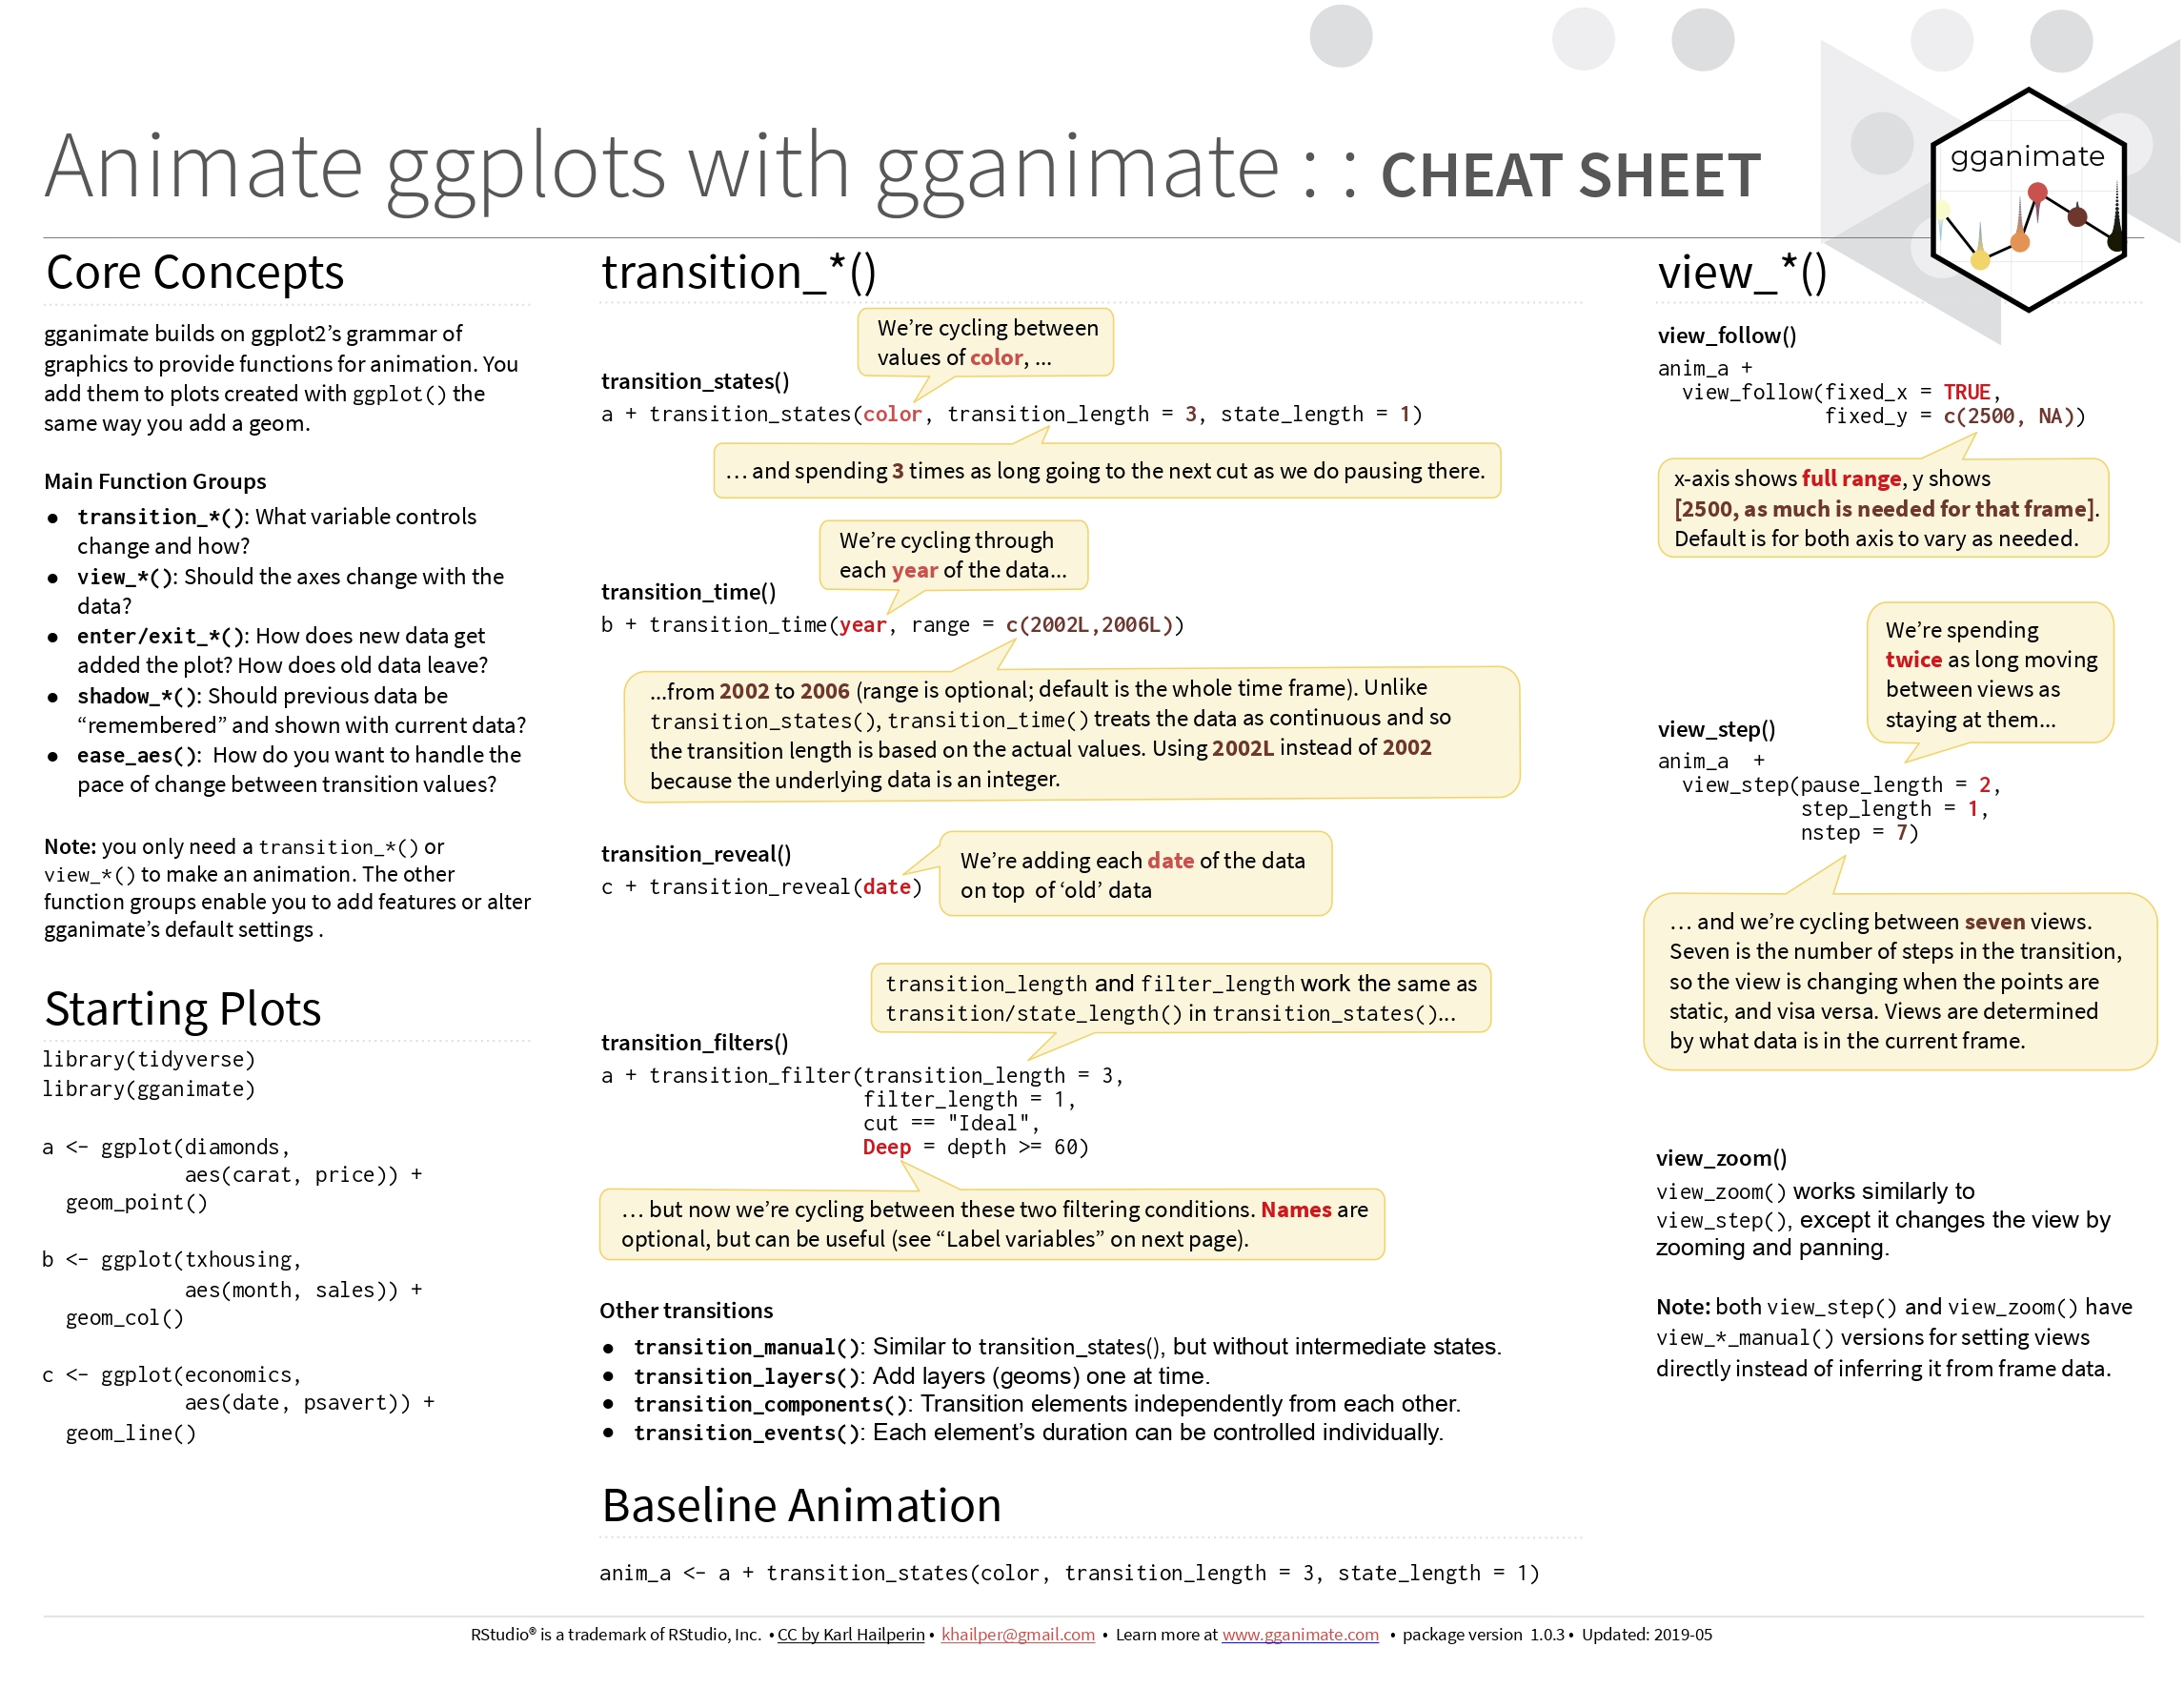 Animate ggplots with gganimate : : CHEAT SHEET
gganimate
Core Concepts
gganimate builds on ggplot2’s grammar of
graphics to provide functions for animation. You
add them to plots created with ggplot() the
same way you add a geom.
Main Function Groups
● transition_*(): What variable controls
change and how?
● view_*(): Should the axes change with the
data?
● enter/exit_*(): How does new data get
added the plot? How does old data leave?
● shadow_*(): Should previous data be
“remembered” and shown with current data?
● ease_aes(): How do you want to handle the
pace of change between transition values?
Note: you only need a transition_*() or
view_*() to make an animation. The other
function groups enable you to add features or alter
gganimate’s default settings .
Starting Plots
library(tidyverse)
library(gganimate)
a <- ggplot(diamonds,
aes(carat, price)) +
geom_point()
b <- ggplot(txhousing,
aes(month, sales)) +
geom_col()
c <- ggplot(economics,
aes(date, psavert)) +
geom_line()
transition_*()
We’re cycling between
values of color, ...
transition_states()
a + transition_states(color, transition_length = 3, state_length = 1)
… and spending 3 times as long going to the next cut as we do pausing there.
We’re cycling through
each year of the data...
transition_time()
b + transition_time(year, range = c(2002L,2006L))
...from 2002 to 2006 (range is optional; default is the whole time frame). Unlike
transition_states(), transition_time() treats the data as continuous and so
the transition length is based on the actual values. Using 2002L instead of 2002
because the underlying data is an integer.
transition_reveal()
c + transition_reveal(date)
We’re adding each date of the data
on top of ‘old’ data
transition_length and filter_length work the same as
transition/state_length() in transition_states()...
transition_filters()
a + transition_filter(transition_length = 3,
filter_length = 1,
cut == "Ideal",
Deep = depth >= 60)
… but now we’re cycling between these two filtering conditions. Names are
optional, but can be useful (see “Label variables” on next page).
Other transitions
● transition_manual(): Similar to transition_states(), but without intermediate states.
● transition_layers(): Add layers (geoms) one at time.
● transition_components(): Transition elements independently from each other.
● transition_events(): Each element’s duration can be controlled individually.
Baseline Animation
anim_a <- a + transition_states(color, transition_length = 3, state_length = 1)
view_*()
view_follow()
anim_a +
view_follow(fixed_x = TRUE,
fixed_y = c(2500, NA))
x-axis shows full range, y shows
[2500, as much is needed for that frame].
Default is for both axis to vary as needed.
We’re spending
twice as long moving
between views as
staying at them...
view_step()
anim_a +
view_step(pause_length = 2,
step_length = 1,
nstep = 7)
… and we’re cycling between seven views.
Seven is the number of steps in the transition,
so the view is changing when the points are
static, and visa versa. Views are determined
by what data is in the current frame.
view_zoom()
view_zoom() works similarly to
view_step(), except it changes the view by
zooming and panning.
Note: both view_step() and view_zoom() have
view_*_manual() versions for setting views
directly instead of inferring it from frame data.
RStudio® is a trademark of RStudio, Inc. • CC by Karl Hailperin • khailper@gmail.com • Learn more at www.gganimate.com • package version 1.0.3 • Updated: 2019-05